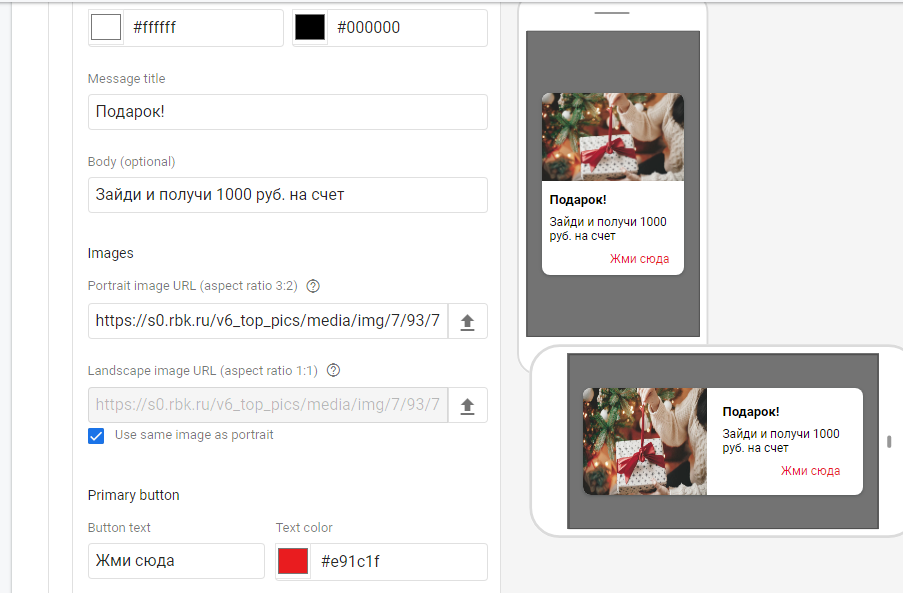 #ffffff
#000000
Message title
Подарок!
Body (optional)
Зайди и получи 1000 руб. на счет
Images
Portrait image URL (aspect ratio 3:2)
https://s0.rbk.ru/v6_top_pics/media/img/7/93/7
Landscape image URL (aspect ratio 1:1)
https://s0.rbk.ru/v6_top_pics/media/img/7/93/7
Use same image as portrait
Primary button
Button text
Text color
Жми сюда
#e91c1f
Подарок!
Зайди и получи 1000
руб. на счет
Жми сюда
Подарок!
Зайди и получи 1000
руб. на счет
Жми сюда